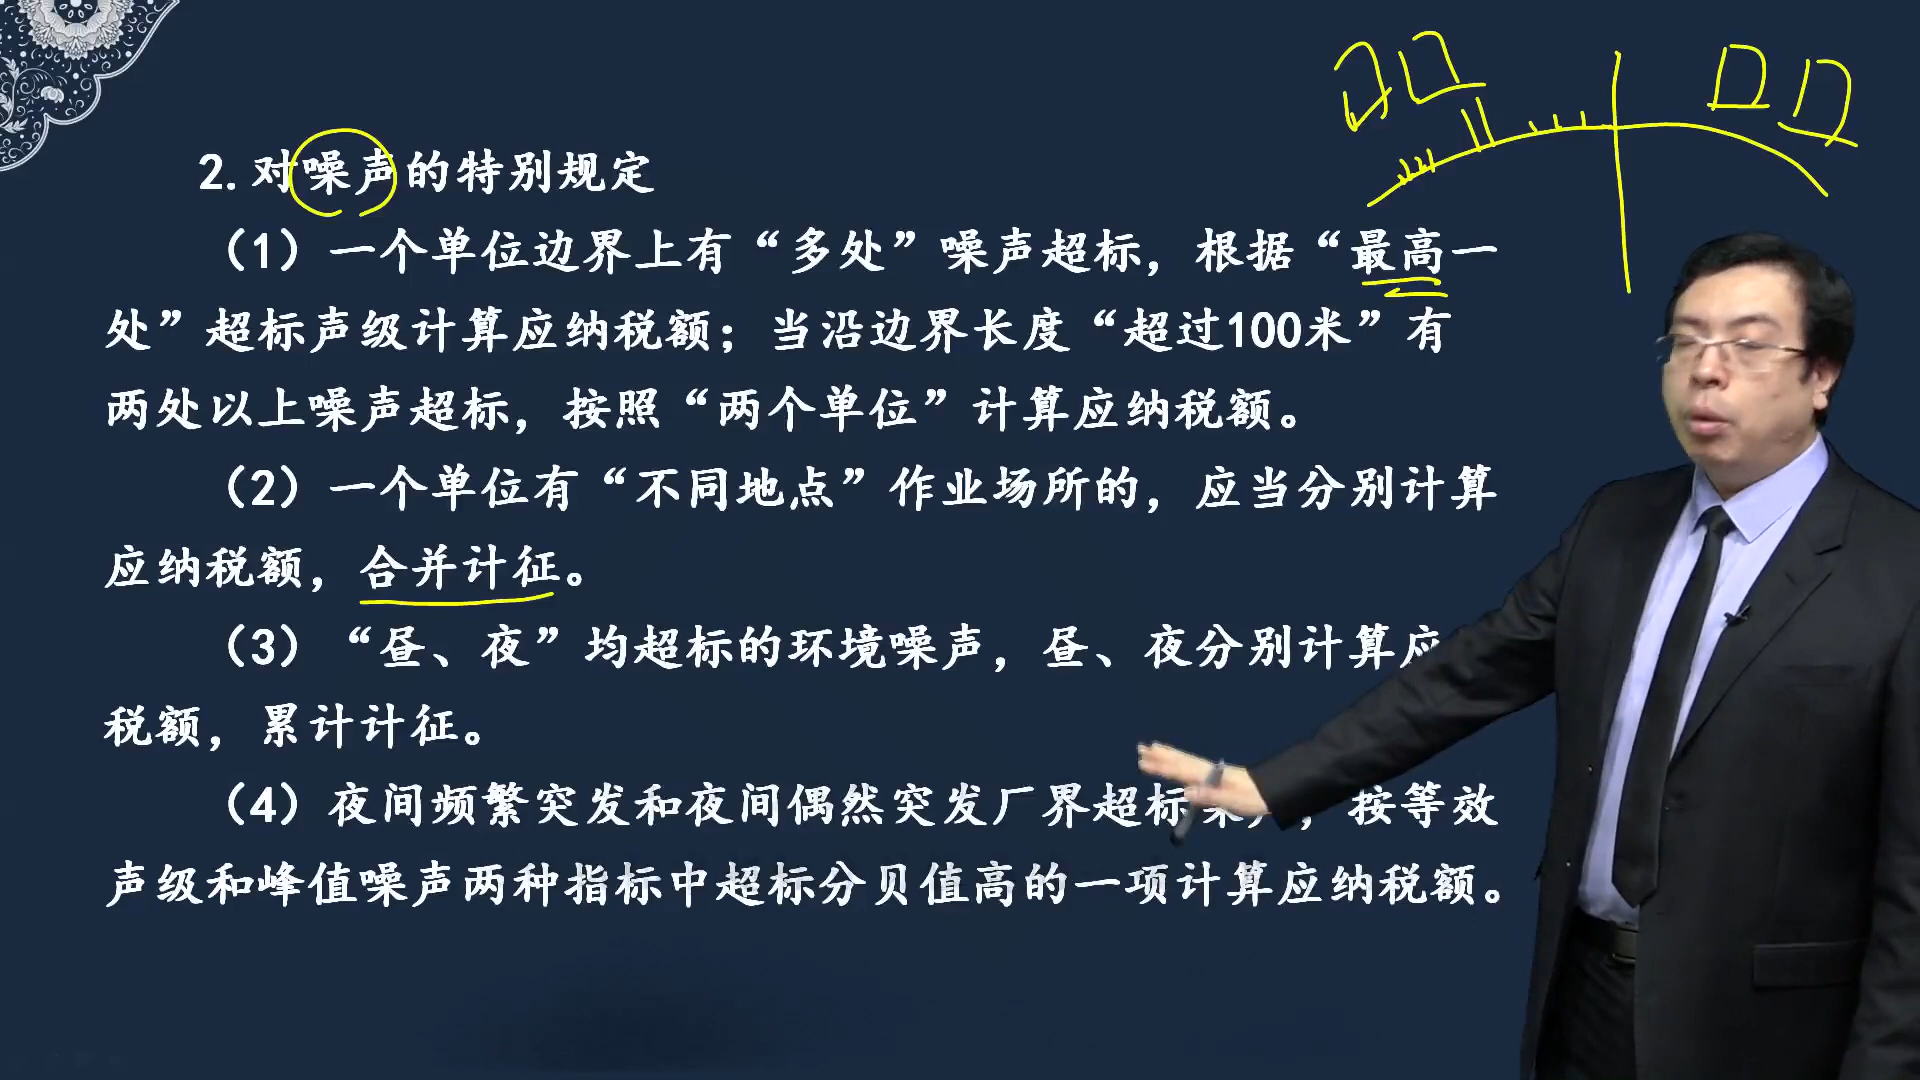 2.对噪声的特别规定
（1）一个单位边界上有“多处”噪声超标，根据“最高一
处”超标声级计算应纳税额；当沿边界长度“超过100米”有
两处以上噪声超标，按照“两个单位”计算应纳税额。
（2）一个单位有“不同地点”作业场所的，应当分别计算
应纳税额，合并计征。
（3）“昼、夜”均超标的环境噪声，昼、夜分别计算应
税额，累计计征。
（4）夜间频繁突发和夜间偶然突发厂界超标 ，按等效
声级和峰值噪声两种指标中超标分贝值高的一项计算应纳税额。